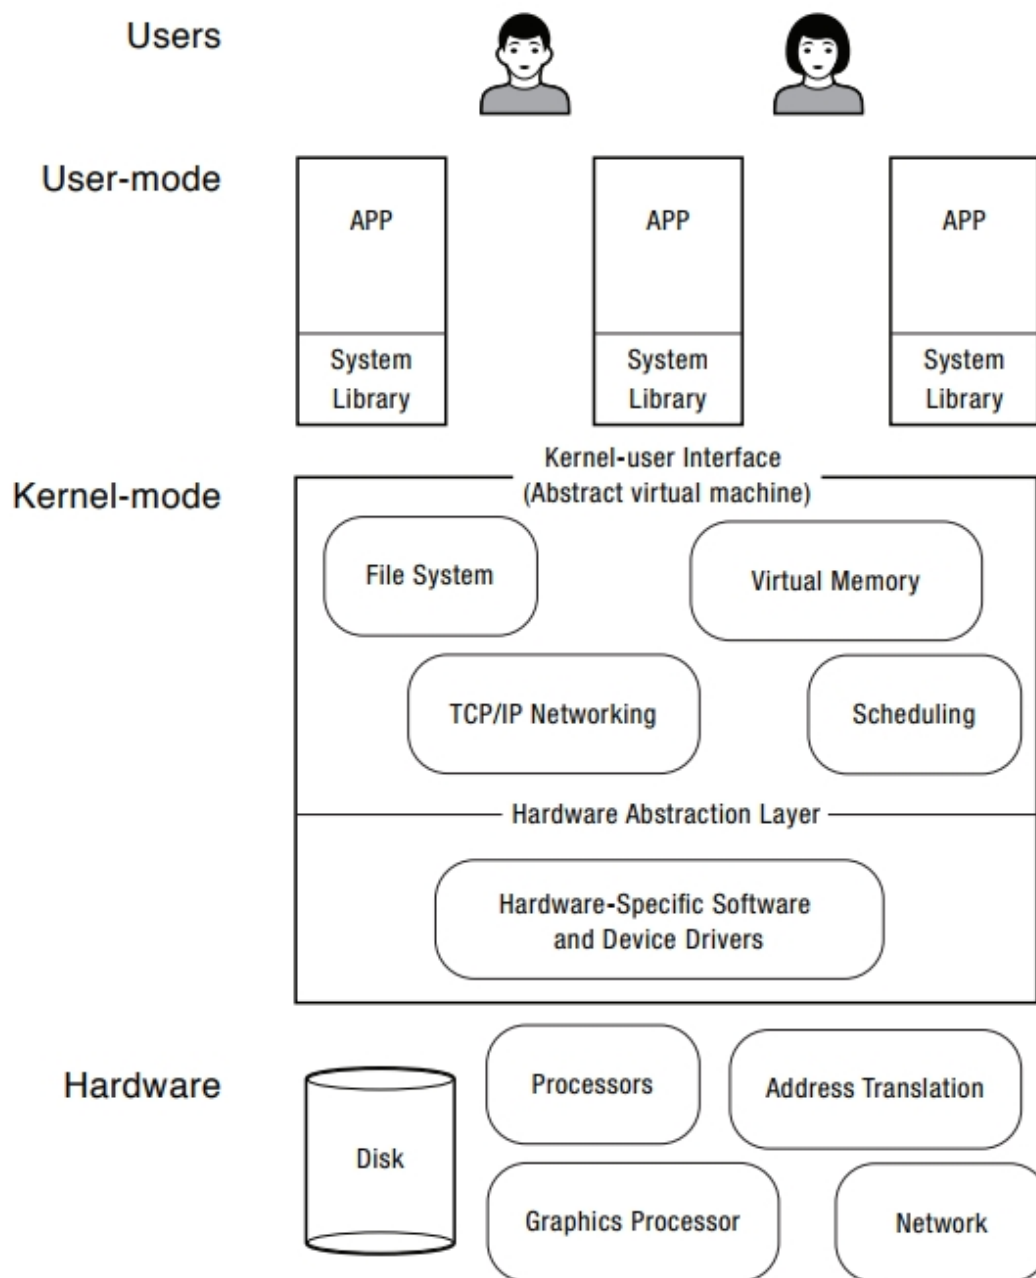 Users
User-mode
APP
APP
APP
System
Library
System
Library
System
Library
Kernel-mode
Kernel-user Interface
(Abstract virtual machine)
File System
Virtual Memory
TCP/IP Networking
Scheduling
Hardware Abstraction Layer
Hardware-Specific Software
and Device Drivers
Hardware
Disk
Processors
Address Translation
Graphics Processor
Network